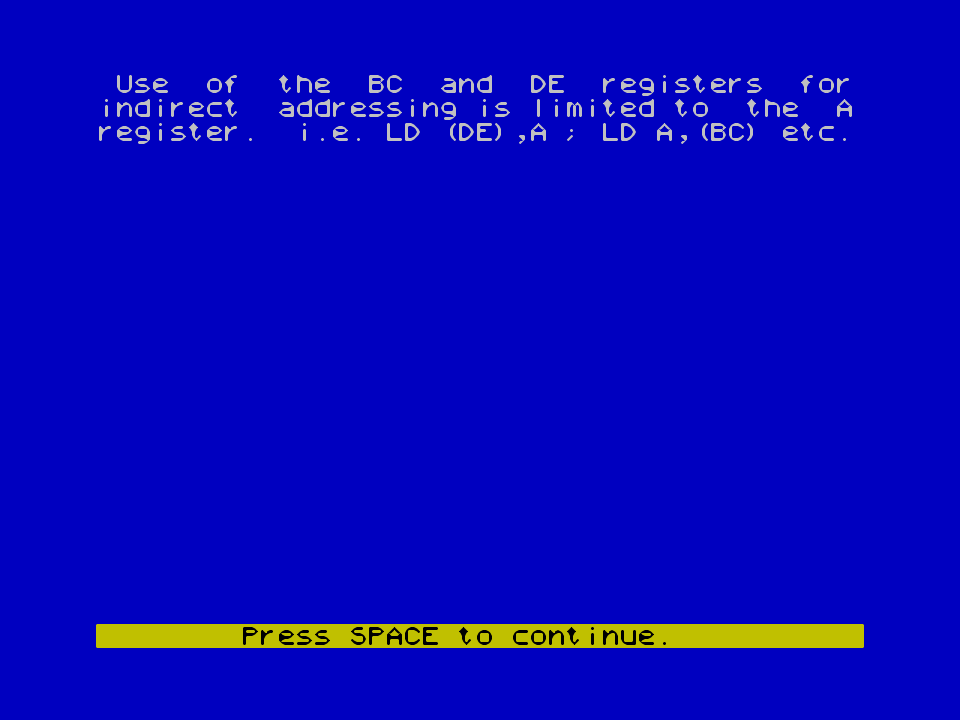 Use of the BC and DE registers for
indirect addressing is limited to the A
register. i.e. LD (DE),A ; LD A,(BC) etc.
Press SPACE to continue.